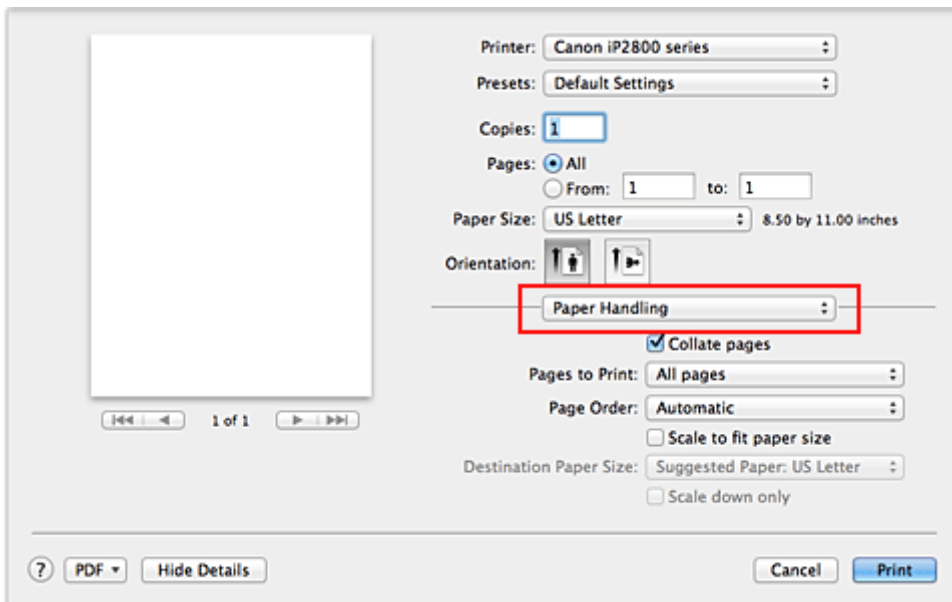 Printer: Canon iP2800 series
Presets: Default Settings
Copies: 1
Pages: All
From: 1 to: 1
Paper Size: US Letter 8.50 by 11.00 inches
Orientation:
Paper Handling
Collate pages
Pages to Print: All pages
Page Order: Automatic
Scale to fit paper size
Destination Paper Size: Suggested Paper: US Letter
Scale down only
1 of 1
? PDF Hide Details Cancel Print